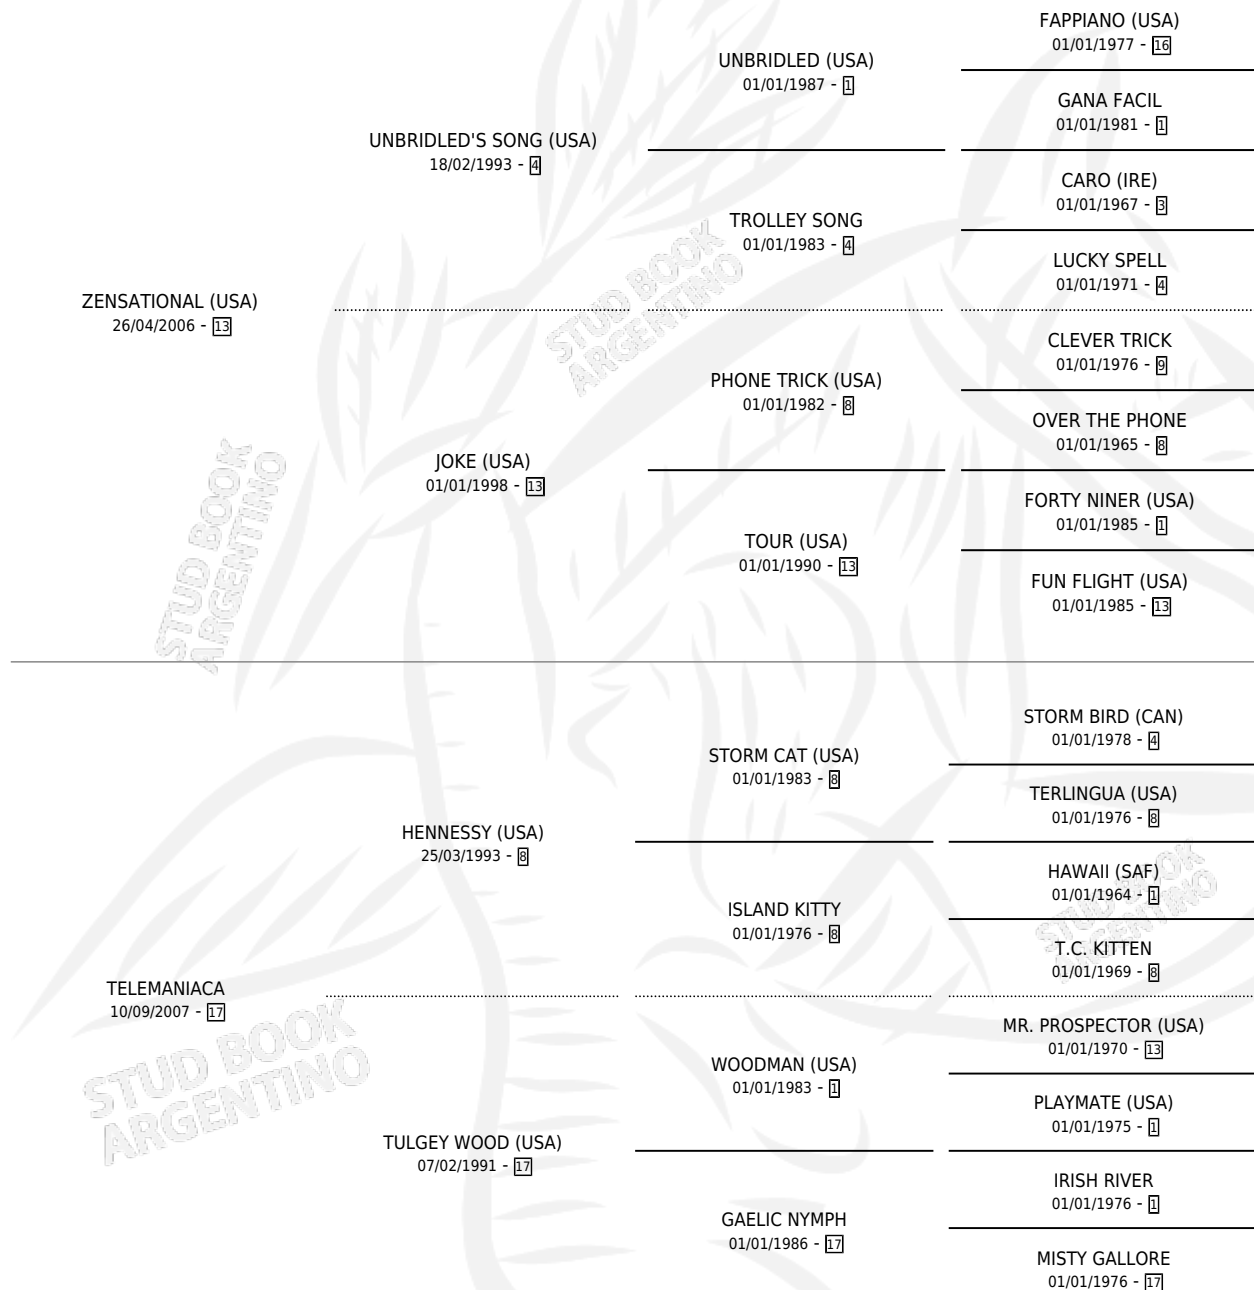 FAPPIANO (USA)
01/01/1977 - 16
UNBRIDLED (USA)
01/01/1987 - 1
GANA FACIL
01/01/1981 - 1
UNBRIDLED'S SONG (USA)
18/02/1993 - 4
CARO (IRE)
01/01/1967 - 3
TROLLEY SONG
01/01/1983 - 4
LUCKY SPELL
01/01/1971 - 4
ZENSATIONAL (USA)
26/04/2006 - 13
CLEVER TRICK
01/01/1976 - 9
PHONE TRICK (USA)
01/01/1982 - 8
OVER THE PHONE
01/01/1965 - 8
JOKE (USA)
01/01/1998 - 13
FORTY NINER (USA)
01/01/1985 - 1
TOUR (USA)
01/01/1990 - 13
FUN FLIGHT (USA)
01/01/1985 - 13
STORM BIRD (CAN)
01/01/1978 - 4
STORM CAT (USA)
01/01/1983 - 8
TERLINGUA (USA)
01/01/1976 - 8
HENNESSY (USA)
25/03/1993 - 8
HAWAII (SAF)
01/01/1964 - 1
ISLAND KITTY
01/01/1976 - 8
T.C. KITTEN
01/01/1969 - 8
TELEMANIACA
10/09/2007 - 17
MR. PROSPECTOR (USA)
01/01/1970 - 13
WOODMAN (USA)
01/01/1983 - 1
PLAYMATE (USA)
01/01/1975 - 1
TULGEY WOOD (USA)
07/02/1991 - 17
IRISH RIVER
01/01/1976 - 1
GAELIC NYMPH
01/01/1986 - 17
MISTY GALLORE
01/01/1976 - 17
STUD BOOK
ARGENTINO
STUD BOOK
ARGENTINO
STUD BOOK
ARGENTINO
STUD BOOK
ARGENTINO